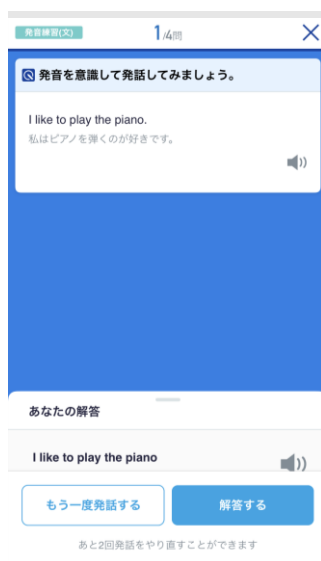 発音練習(文)
1/4問
発音を意識して発話してみましょう。
I like to play the piano.
私はピアノを弾くのが好きです。
あなたの解答
I like to play the piano
もう一度発話する
解答する
あと2回発話をやり直すことができます